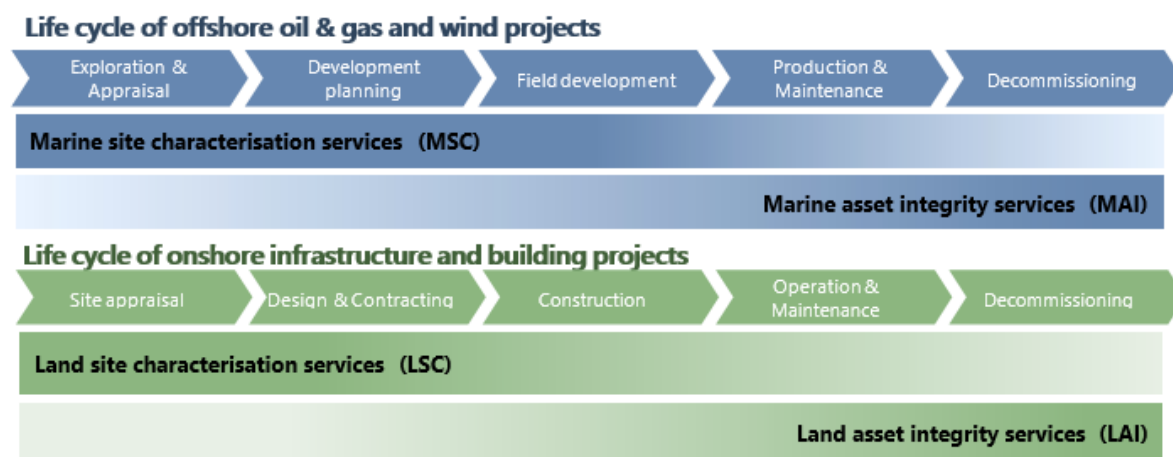 Life cycle of offshore oil & gas and wind projects
Exploration &
Appraisal
Development
planning
Field development
Production &
Maintenance
Decommissioning
Marine site characterisation services (MSC)
Marine asset integrity services (MAI)
Life cycle of onshore infrastructure and building projects
Site appraisal
Design & Contracting
Construction
Operation &
Maintenance
Decommissioning
Land site characterisation services (LSC)
Land asset integrity services (LAI)